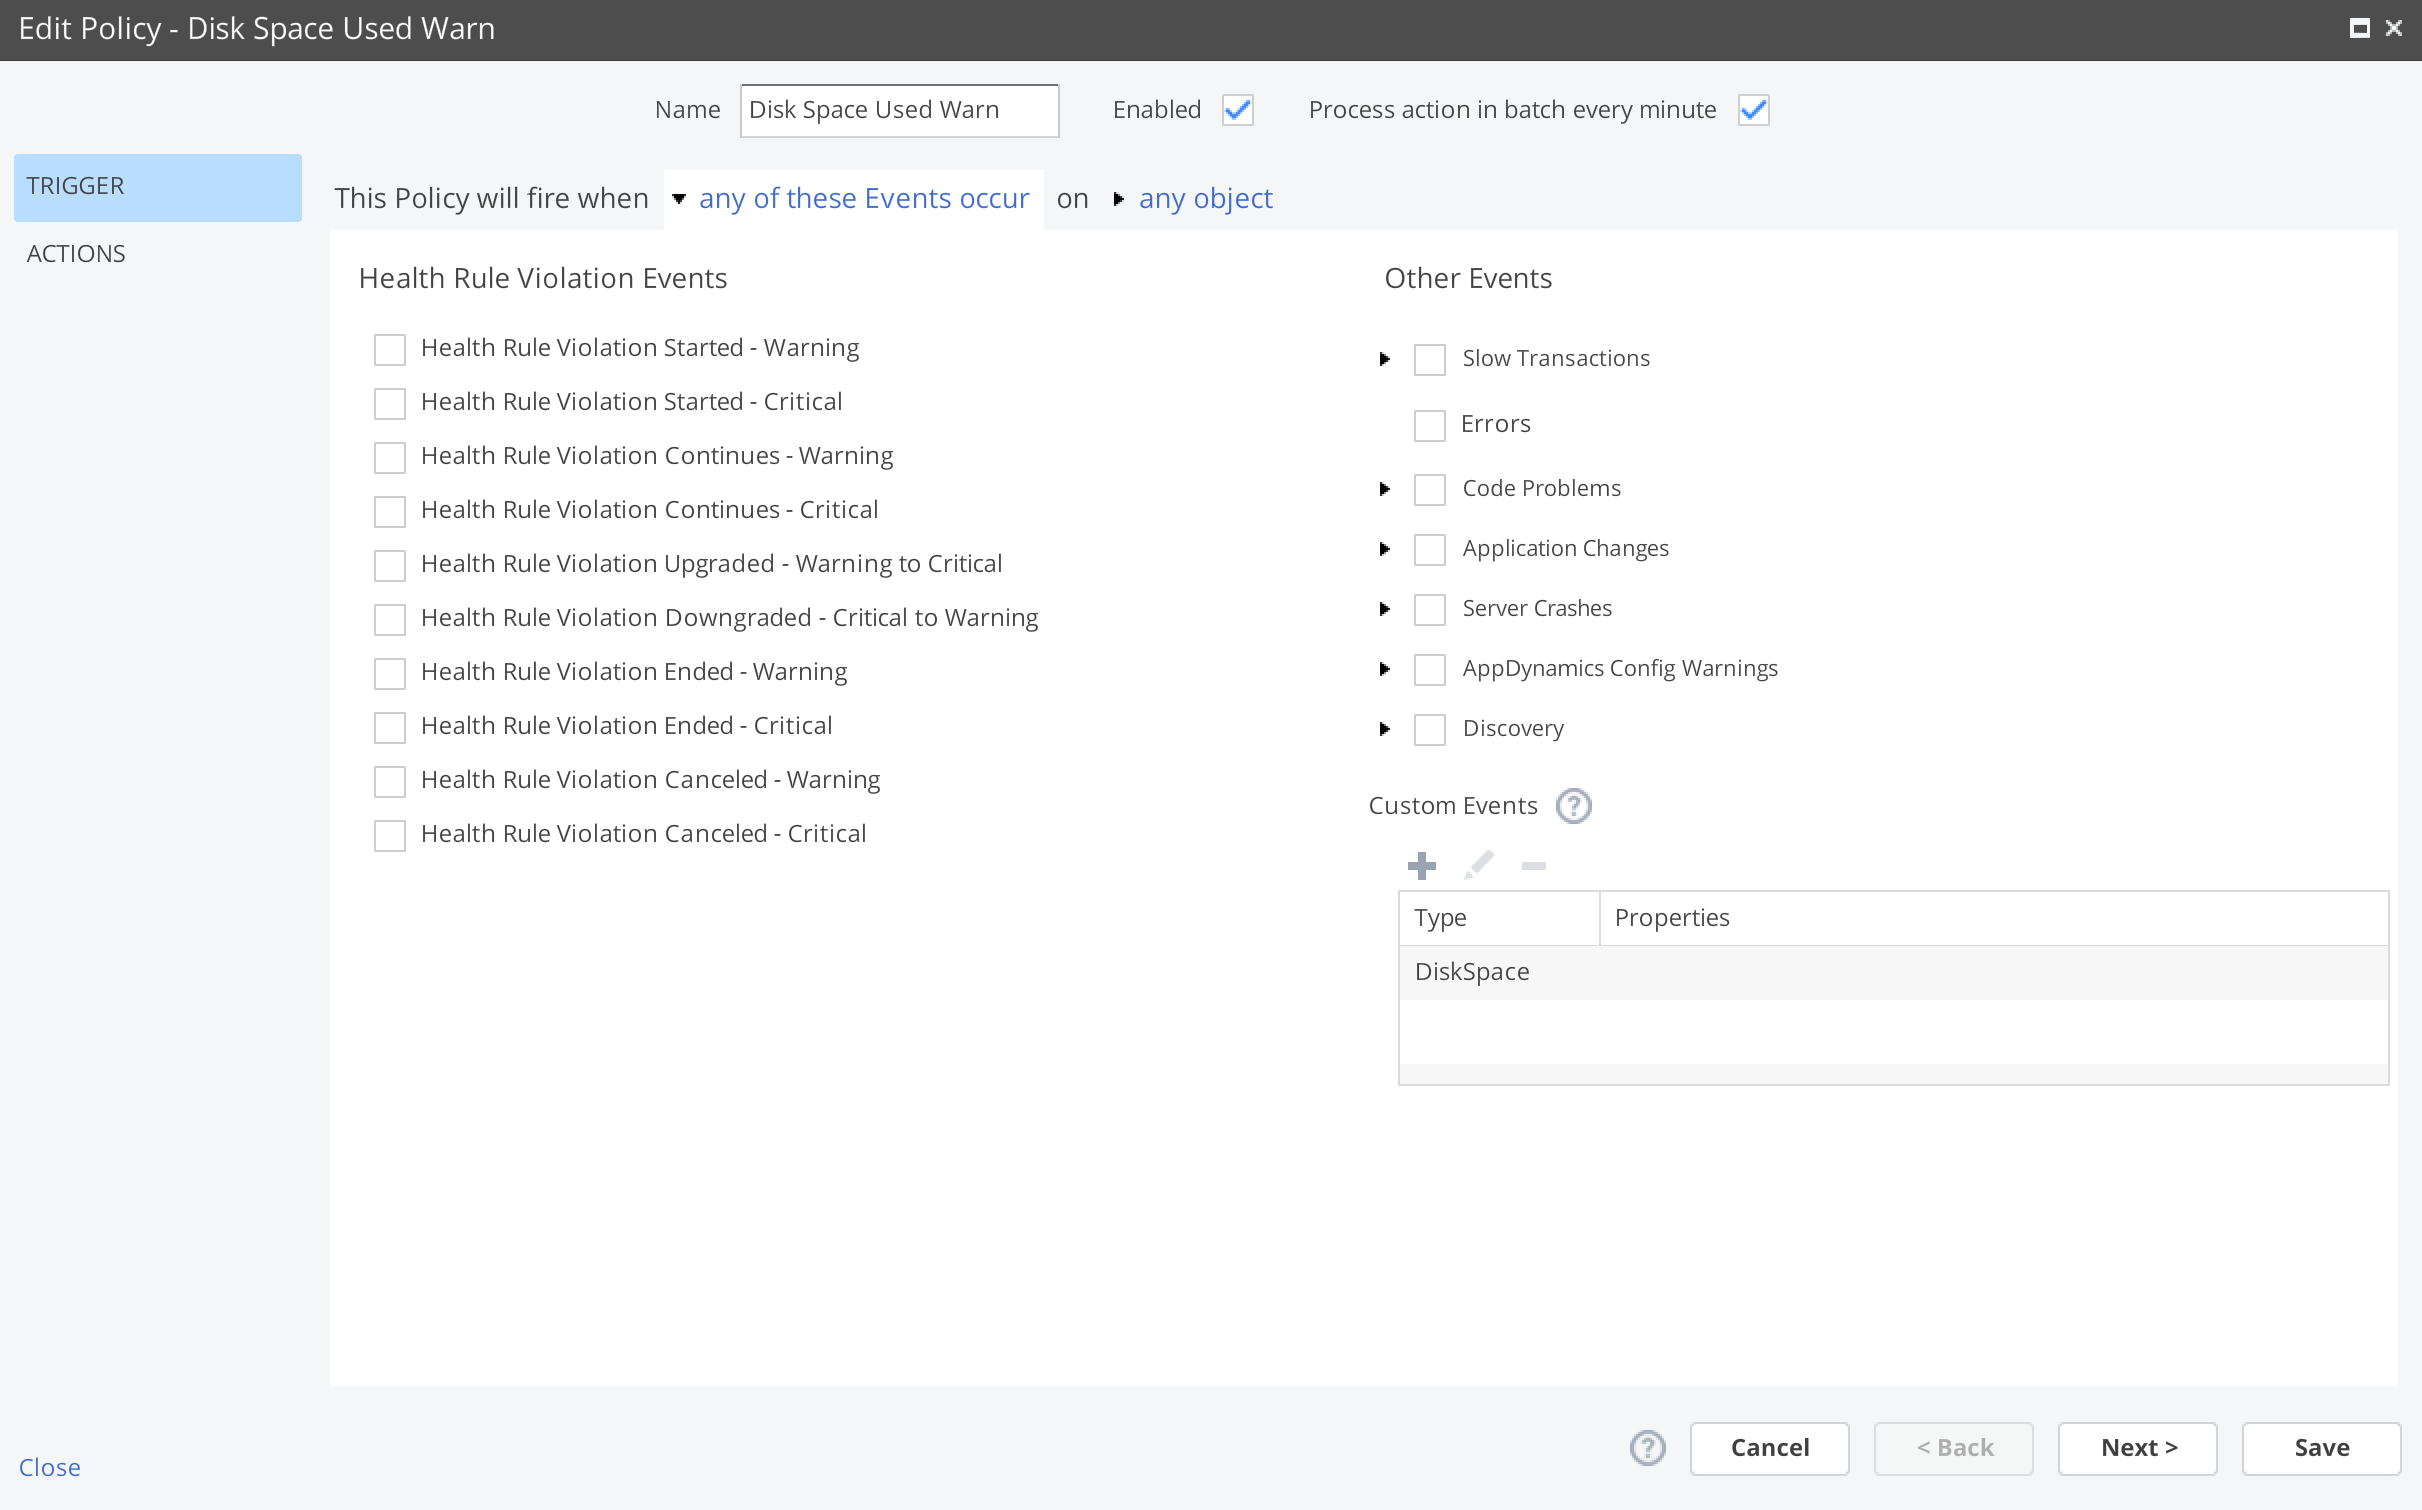 Edit Policy - Disk Space Used Warn
Name Disk Space Used Warn Enabled Process action in batch every minute
TRIGGER
ACTIONS
This Policy will fire when any of these Events occur on any object
Health Rule Violation Events
Health Rule Violation Started - Warning
Health Rule Violation Started - Critical
Health Rule Violation Continues - Warning
Health Rule Violation Continues - Critical
Health Rule Violation Upgraded - Warning to Critical
Health Rule Violation Downgraded - Critical to Warning
Health Rule Violation Ended - Warning
Health Rule Violation Ended - Critical
Health Rule Violation Canceled - Warning
Health Rule Violation Canceled - Critical
Other Events
Slow Transactions
Errors
Code Problems
Application Changes
Server Crashes
AppDynamics Config Warnings
Discovery
Custom Events ?
Type Properties
DiskSpace
Close
? Cancel < Back Next > Save